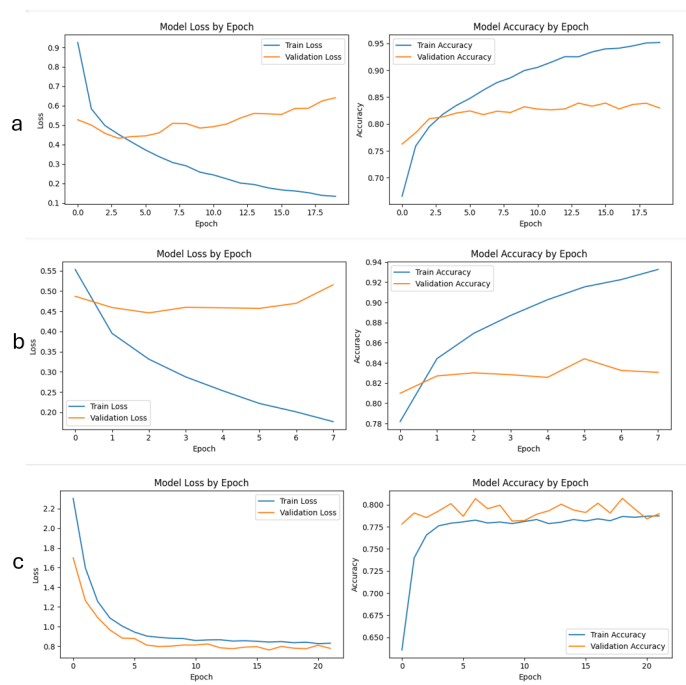 a
Model Loss by Epoch
Train Loss
Validation Loss
Loss
0.9
0.8
0.7
0.6
0.5
0.4
0.3
0.2
0.1
0.0 2.5 5.0 7.5 10.0 12.5 15.0 17.5
Epoch
Model Accuracy by Epoch
Train Accuracy
Validation Accuracy
Accuracy
0.95
0.90
0.85
0.80
0.75
0.70
0.0 2.5 5.0 7.5 10.0 12.5 15.0 17.5
Epoch
b
Model Loss by Epoch
Loss
0.55
0.50
0.45
0.40
0.35
0.30
0.25
0.20
Train Loss
Validation Loss
0 1 2 3 4 5 6 7
Epoch
Model Accuracy by Epoch
Train Accuracy
Validation Accuracy
Accuracy
0.94
0.92
0.90
0.88
0.86
0.84
0.82
0.80
0.78
0 1 2 3 4 5 6 7
Epoch
c
Model Loss by Epoch
Train Loss
Validation Loss
Loss
2.2
2.0
1.8
1.6
1.4
1.2
1.0
0.8
0 5 10 15 20
Epoch
Model Accuracy by Epoch
Accuracy
0.800
0.775
0.750
0.725
0.700
0.675
0.650
Train Accuracy
Validation Accuracy
0 5 10 15 20
Epoch